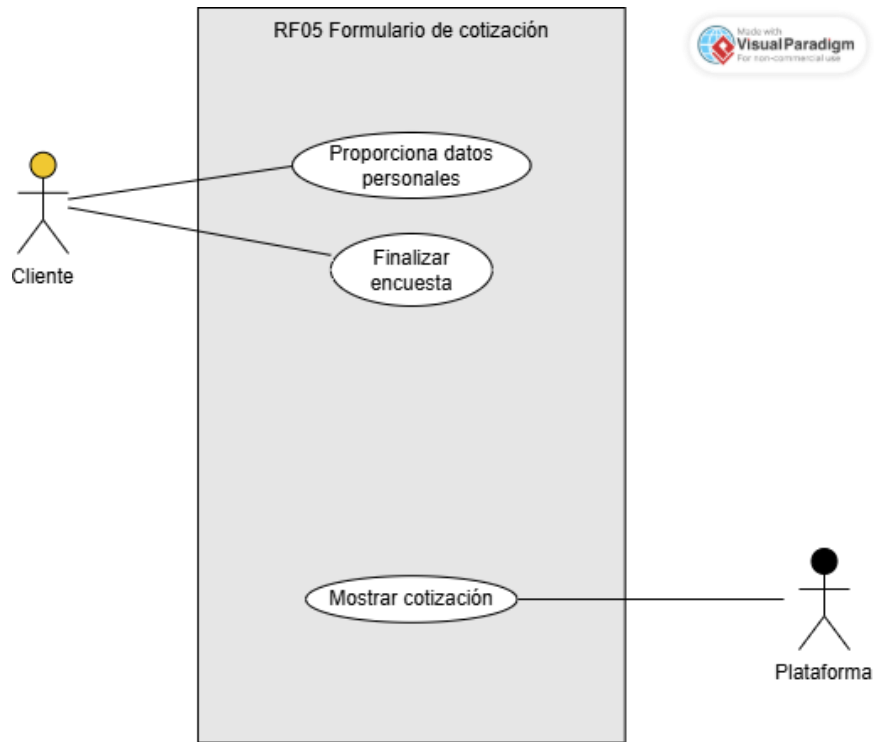 RF05 Formulario de cotización
Made with
Visual Paradigm
For non-commercial use
Proporciona datos
personales
Finalizar
encuesta
Cliente
Mostrar cotización
Plataforma